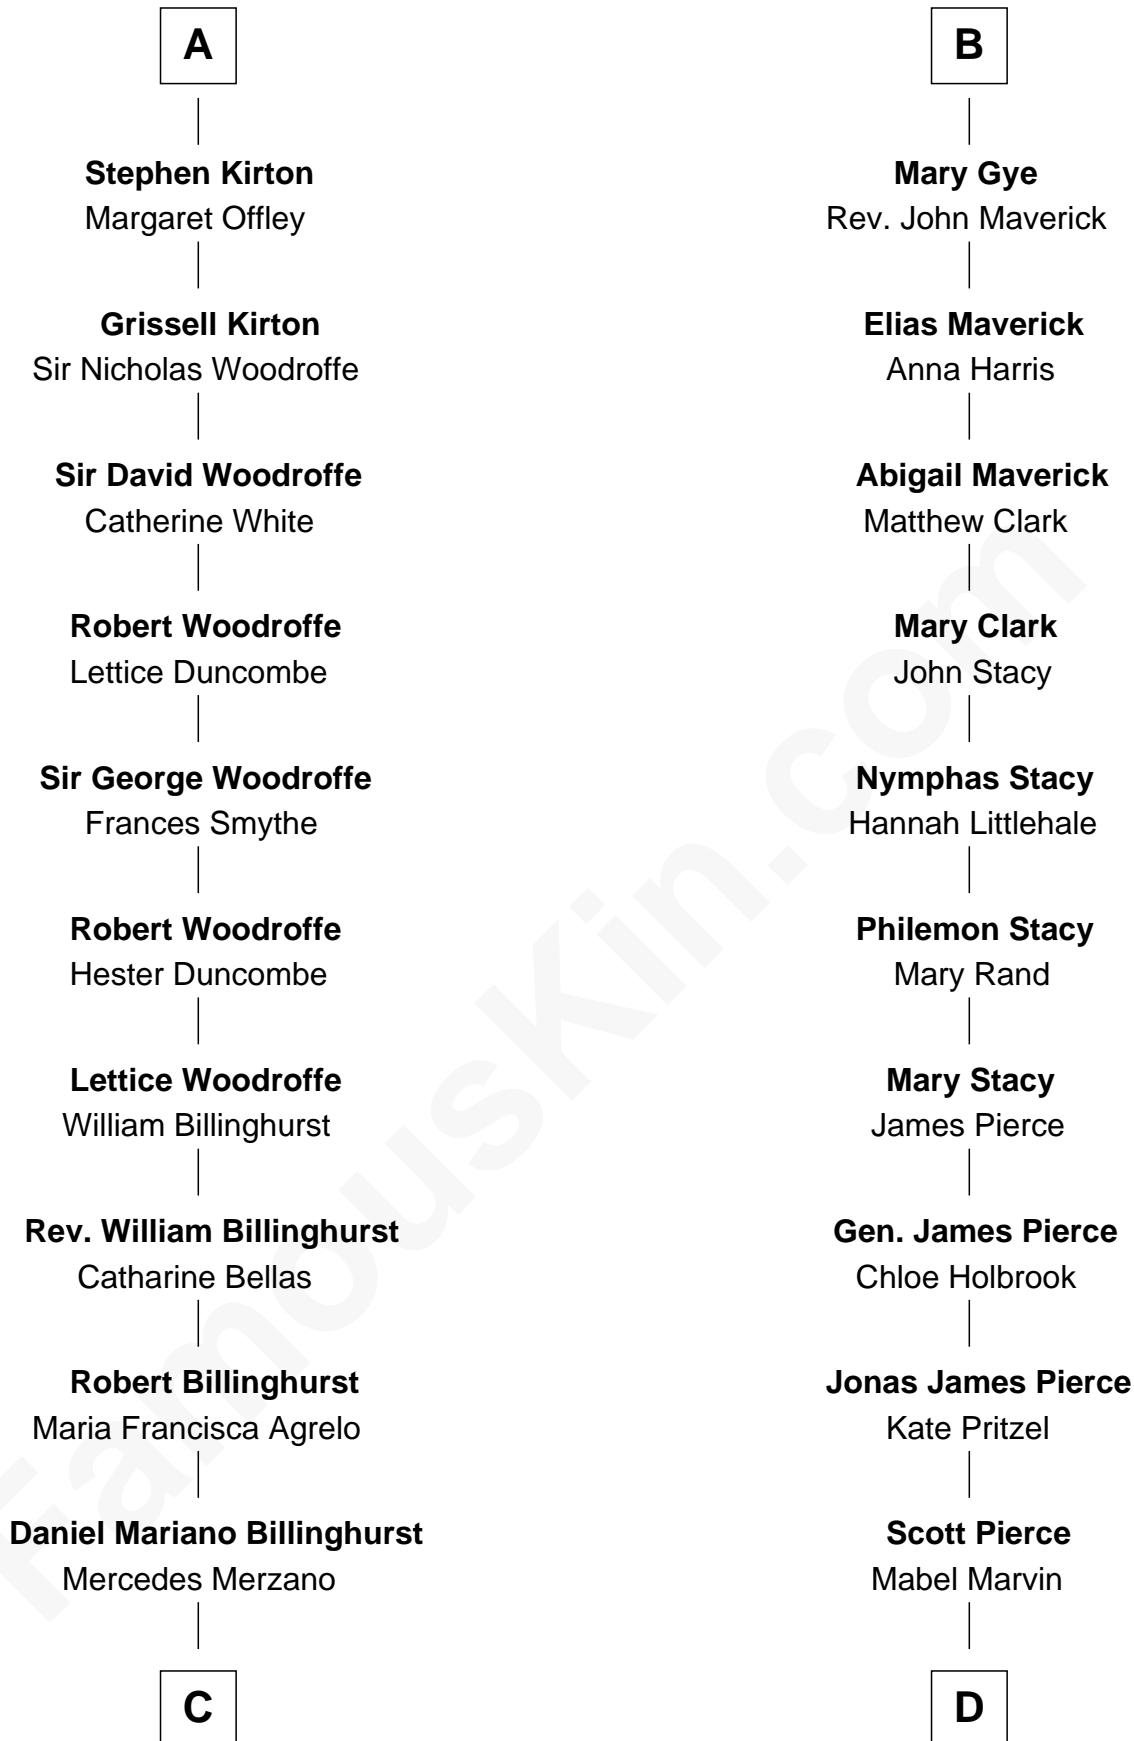 A
Stephen Kirton
Margaret Offley
Grissell Kirton
Sir Nicholas Woodroffe
Sir David Woodroffe
Catherine White
Robert Woodroffe
Lettice Duncombe
Sir George Woodroffe
Frances Smythe
Robert Woodroffe
Hester Duncombe
Lettice Woodroffe
William Billinghurst
Rev. William Billinghurst
Catharine Bellas
Robert Billinghurst
Maria Francisca Agrelo
Daniel Mariano Billinghurst
Mercedes Merzano
C
B
Mary Gye
Rev. John Maverick
Elias Maverick
Anna Harris
Abigail Maverick
Matthew Clark
Mary Clark
John Stacy
Nymphas Stacy
Hannah Littlehale
Philemon Stacy
Mary Rand
Mary Stacy
James Pierce
Gen. James Pierce
Chloe Holbrook
Jonas James Pierce
Kate Pritzel
Scott Pierce
Mabel Marvin
D
FamousKin.com